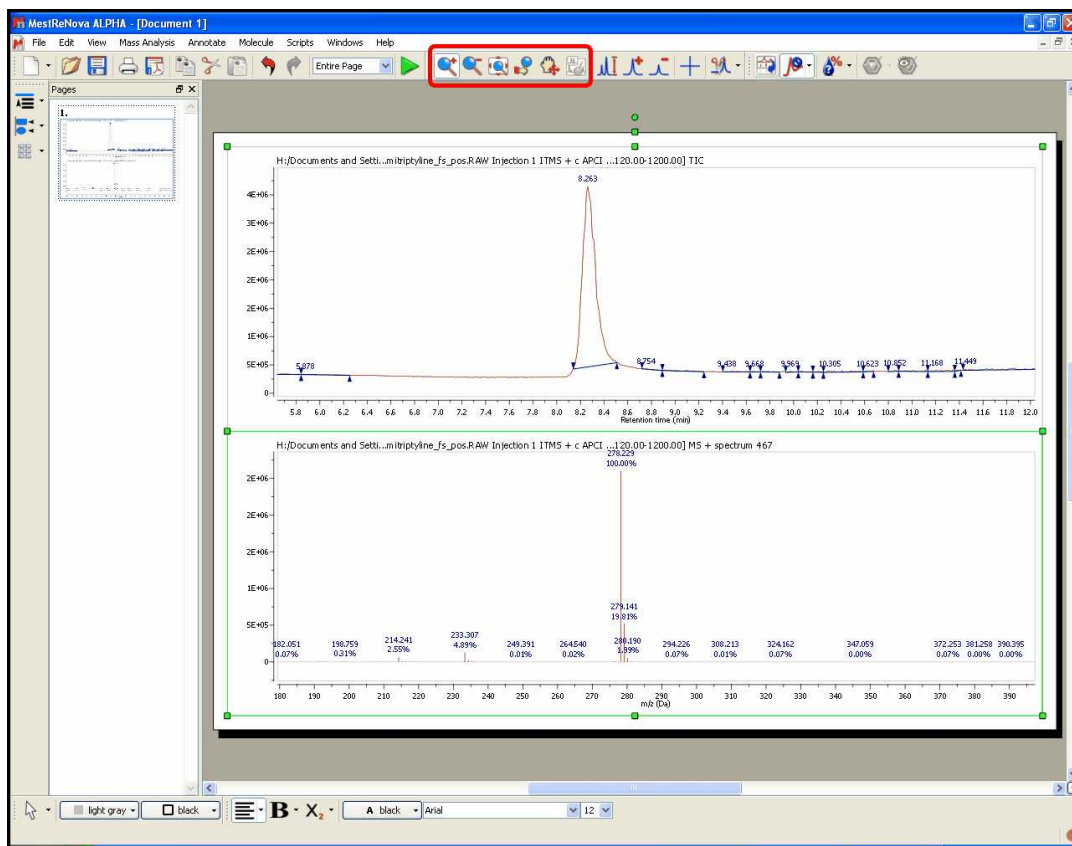 MestReNova ALPHA - [Document 1]
File Edit View Mass Analysis Annotate Molecule Scripts Windows Help
Entire Page
Pages
1.
H:/Documents and Setti...mitriptyline_fs_pos.RAW Injection 1 ITMS + c APCI ...120.00-1200.00] TIC
8.263
4E+06
3E+06
2E+06
2E+06
1E+06
5E+05
0
5.878 8.754 9.438 9.668 9.969 10.305 10.623 10.852 11.168 11.449
5.8 6.0 6.2 6.4 6.6 6.8 7.0 7.2 7.4 7.6 7.8 8.0 8.2 8.4 8.6 8.8 9.0 9.2 9.4 9.6 9.8 10.0 10.2 10.4 10.6 10.8 11.0 11.2 11.4 11.6 11.8 12.0
Retention time (min)
H:/Documents and Setti...mitriptyline_fs_pos.RAW Injection 1 ITMS + c APCI ...120.00-1200.00] MS + spectrum 467
278.229
100.00%
2E+06
2E+06
2E+06
1E+06
5E+05
0
279.141
19.81%
182.051 198.759 214.241 233.307 249.391 264.540 280.190 294.226 308.213 324.162 347.059 372.253 381.258 390.395
0.07% 0.31% 2.55% 4.89% 0.01% 0.02% 1.99% 0.07% 0.01% 0.07% 0.00% 0.07% 0.00% 0.00%
180 190 200 210 220 230 240 250 260 270 280 290 300 310 320 330 340 350 360 370 380 390
m/z (Da)
light gray black B X2 A black Arial 12